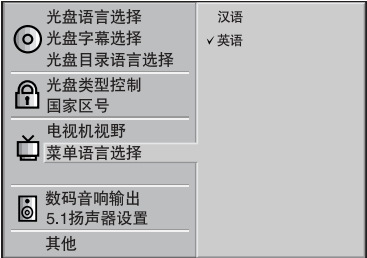 光盘语言选择
光盘字幕选择
光盘目录语言选择
光盘类型控制
国家区号
电视机视野
菜单语言选择
数码音响输出
5.1扬声器设置
其他
汉语
✓英语